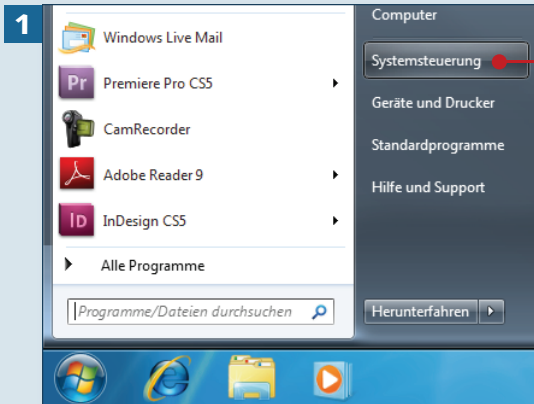 1
Windows Live Mail
Pr Premiere Pro CS5
CamRecorder
Adobe Reader 9
ID InDesign CS5
Alle Programme
Programme/Dateien durchsuchen
Computer
Systemsteuerung
Geräte und Drucker
Standardprogramme
Hilfe und Support
Herunterfahren